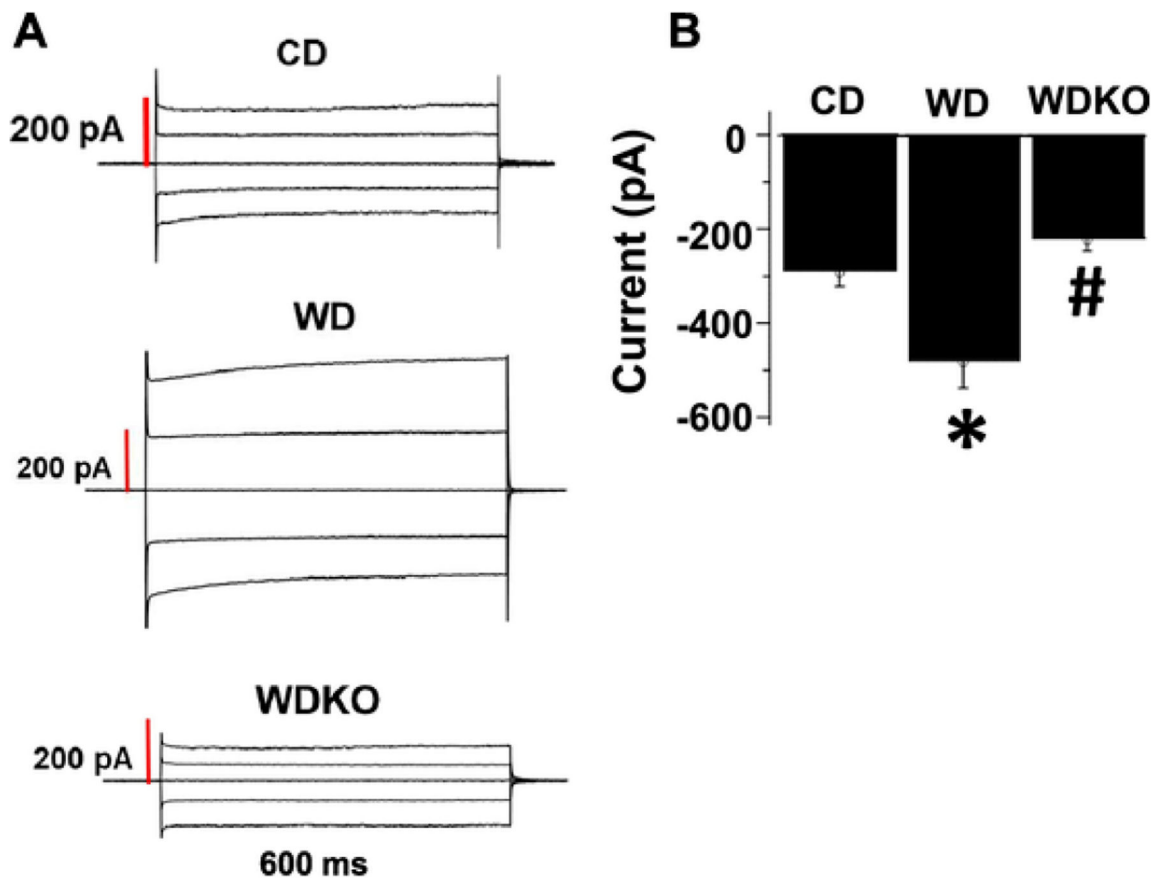 A
CD
200 pA
WD
200 pA
WDKO
200 pA
600 ms
B
CD WD WDKO
Current (pA)
0
-200
-400
-600
#
*